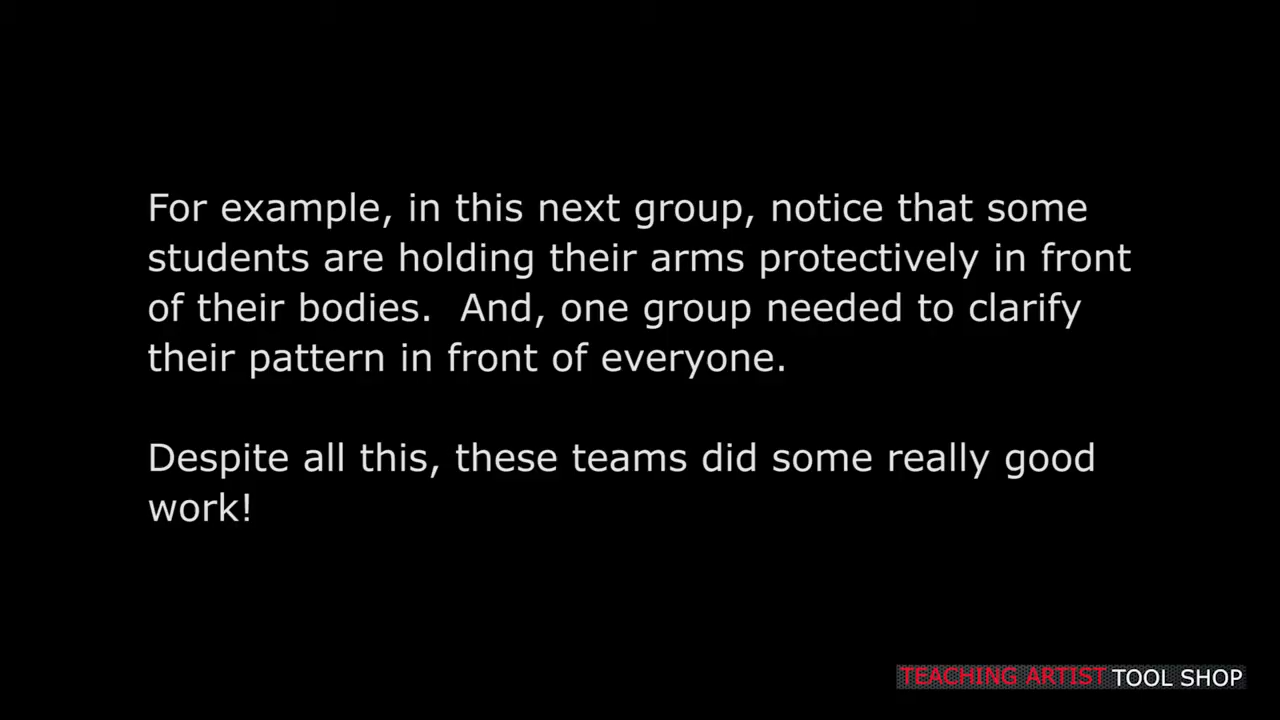 For example, in this next group, notice that some
students are holding their arms protectively in front
of their bodies.  And, one group needed to clarify
their pattern in front of everyone.
Despite all this, these teams did some really good
work!
TEACHING ARTIST TOOL SHOP